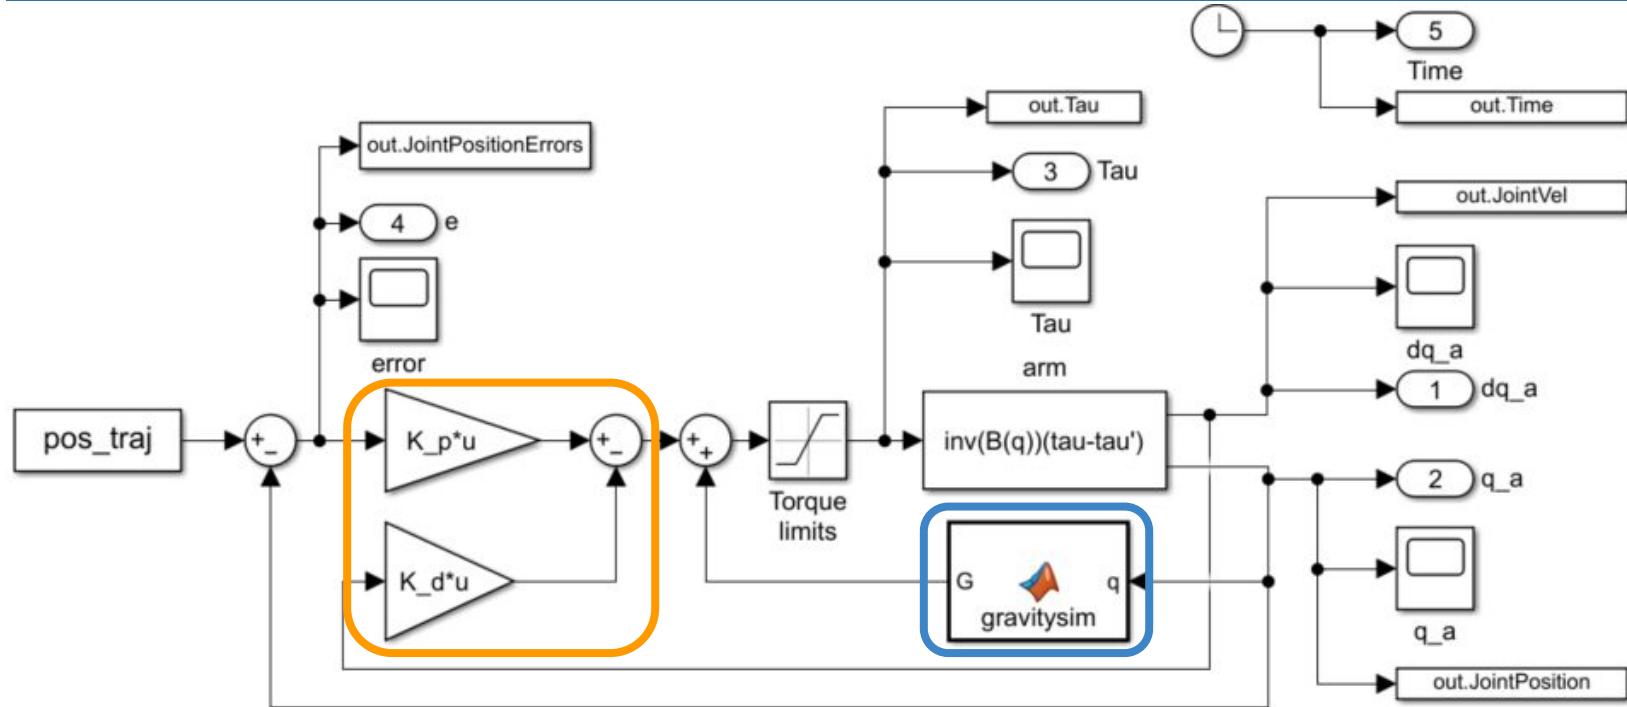 5
Time
out.Tau
out.Time
out.JointPositionErrors
3 Tau
out.JointVel
4 e
error
Tau
arm
dq_a
1 dq_a
pos_traj
+
−
K_p*u
+
−
+
+
Torque
limits
inv(B(q))(tau-tau')
2 q_a
K_d*u
G q
gravitysim
q_a
out.JointPosition